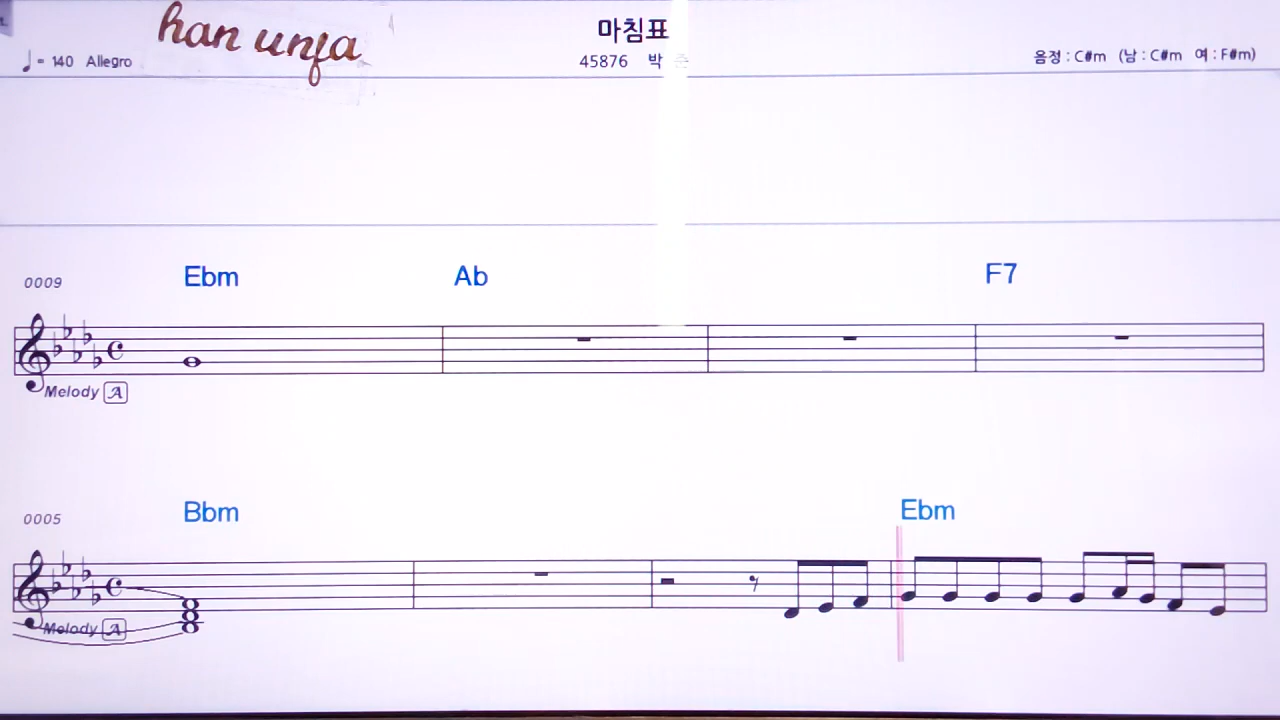 han unfa
마침표
♩ = 140 Allegro
45876 박
음정 : C#m (남 : C#m 여 : F#m)
0009
Ebm Ab F7
Melody A
0005
Bbm Ebm
Melody A